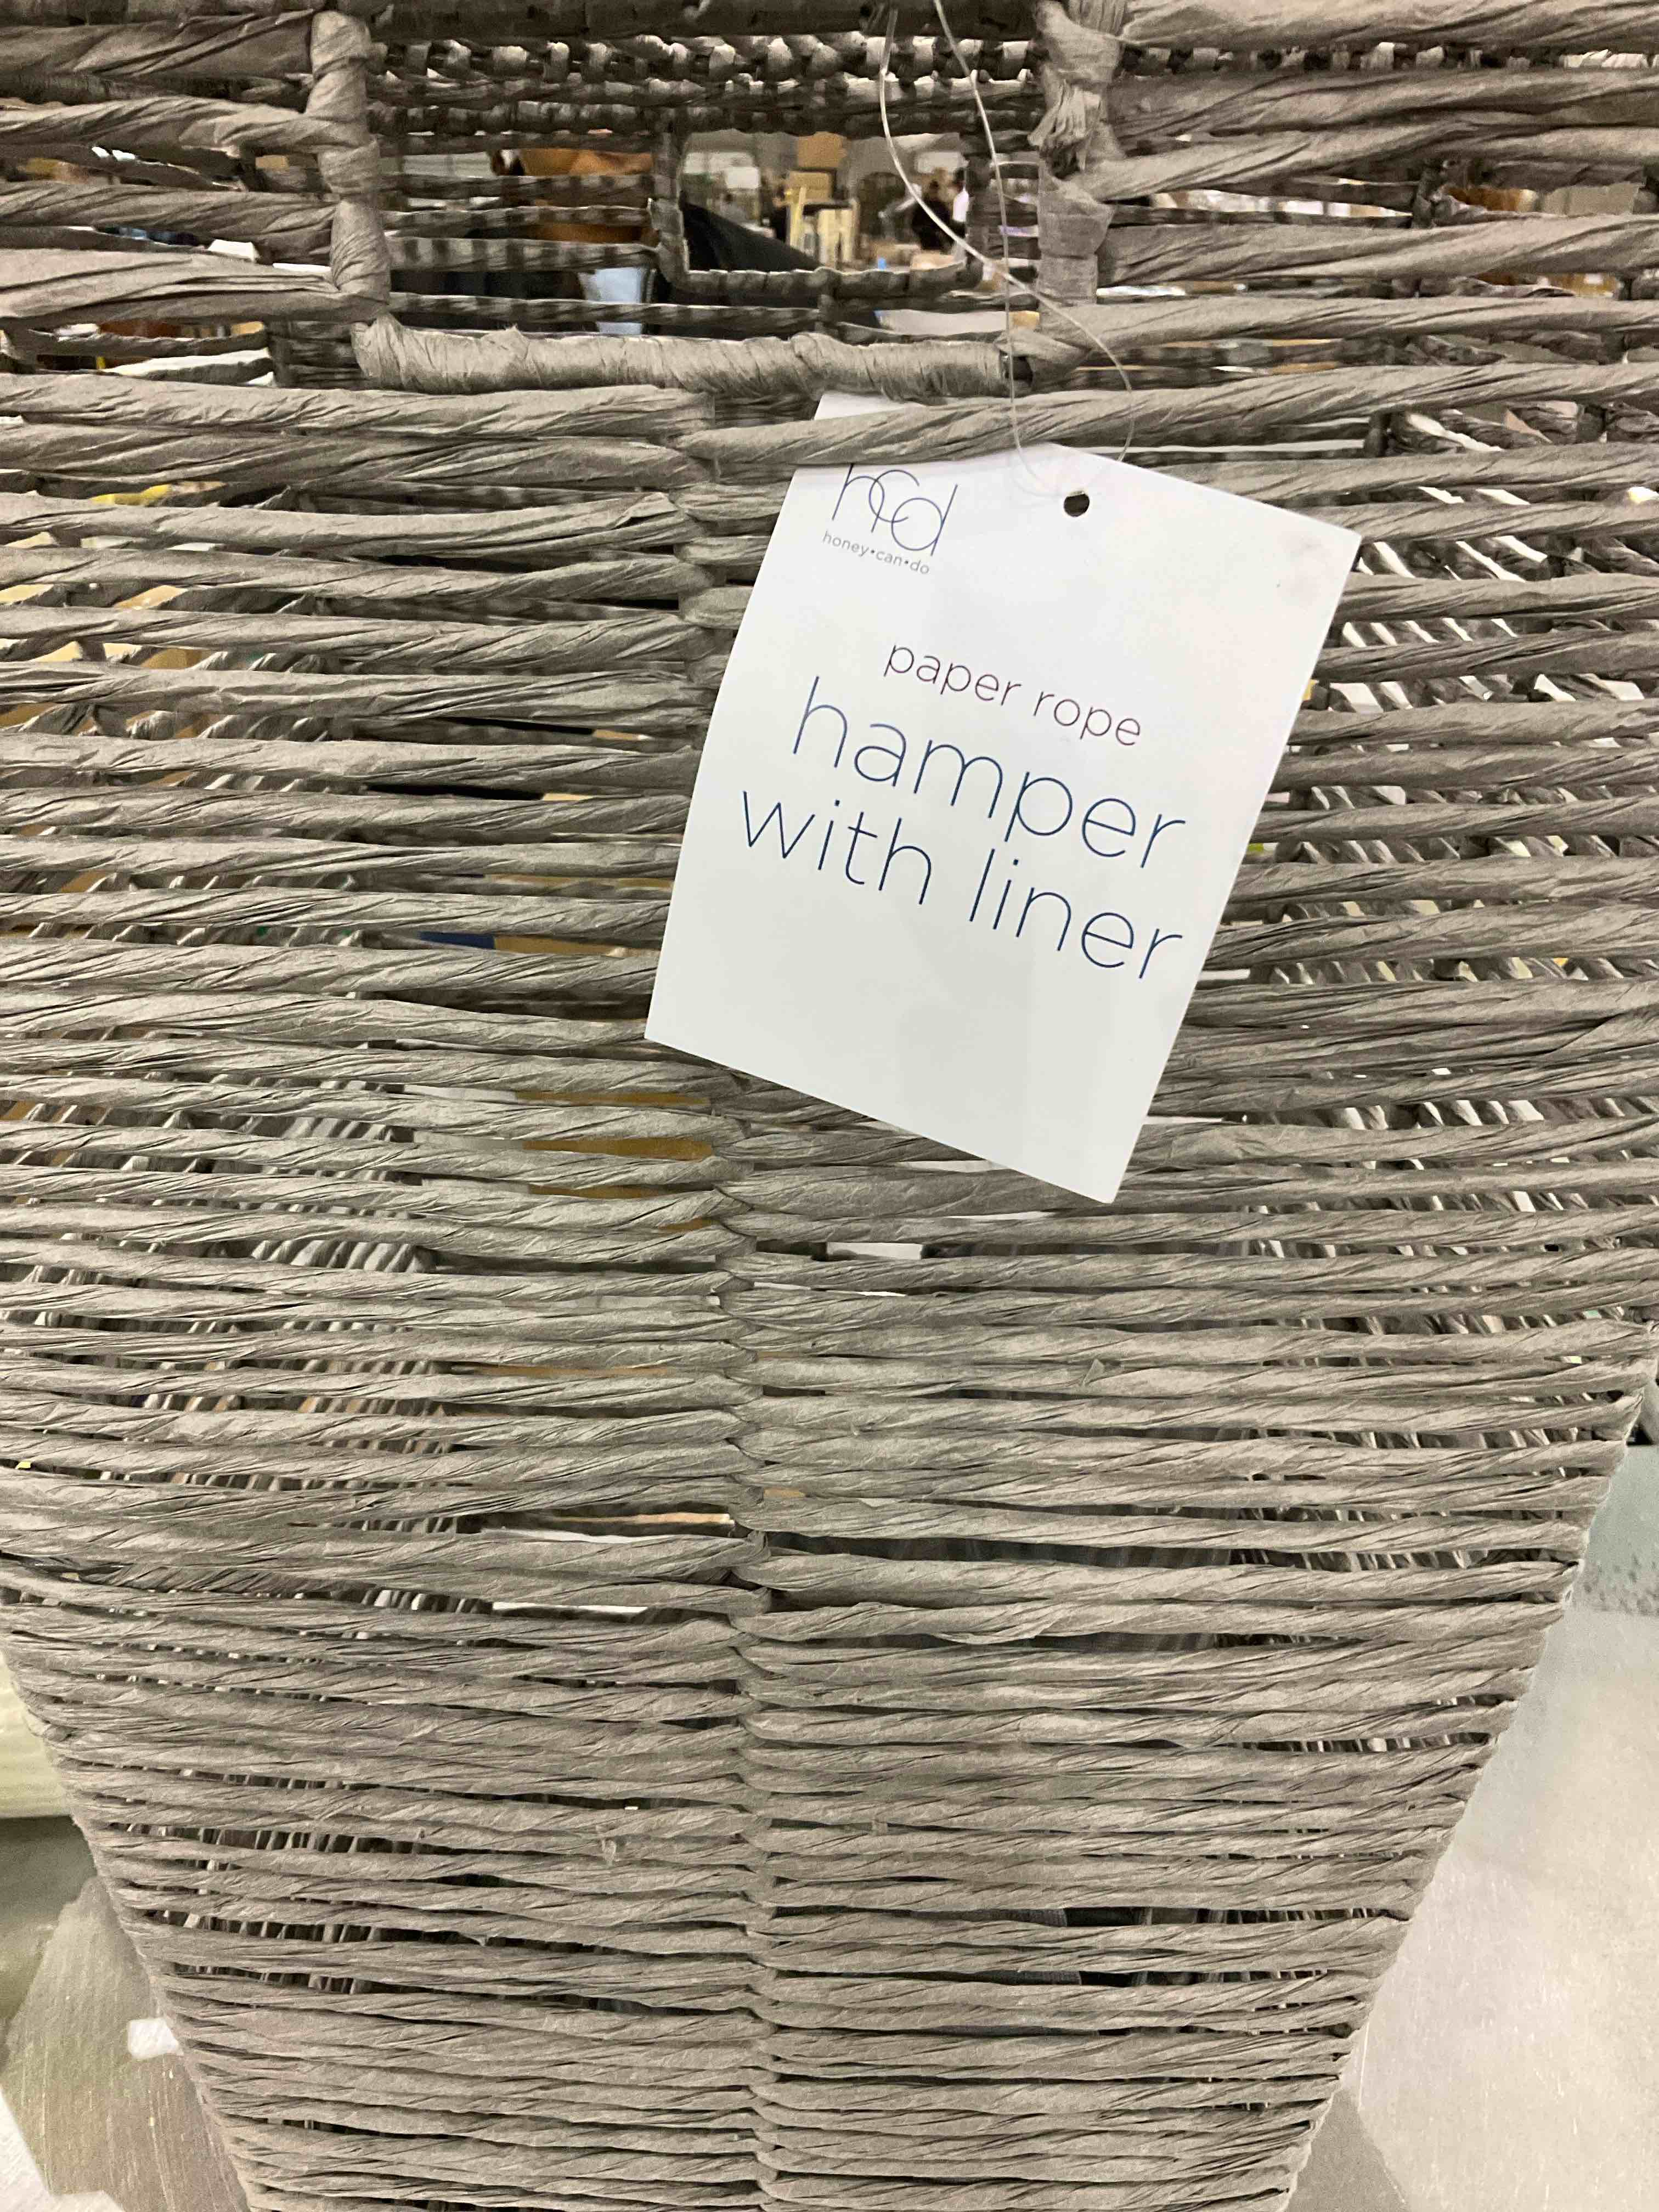 hcd
honey•can•do
paper rope
hamper
with liner